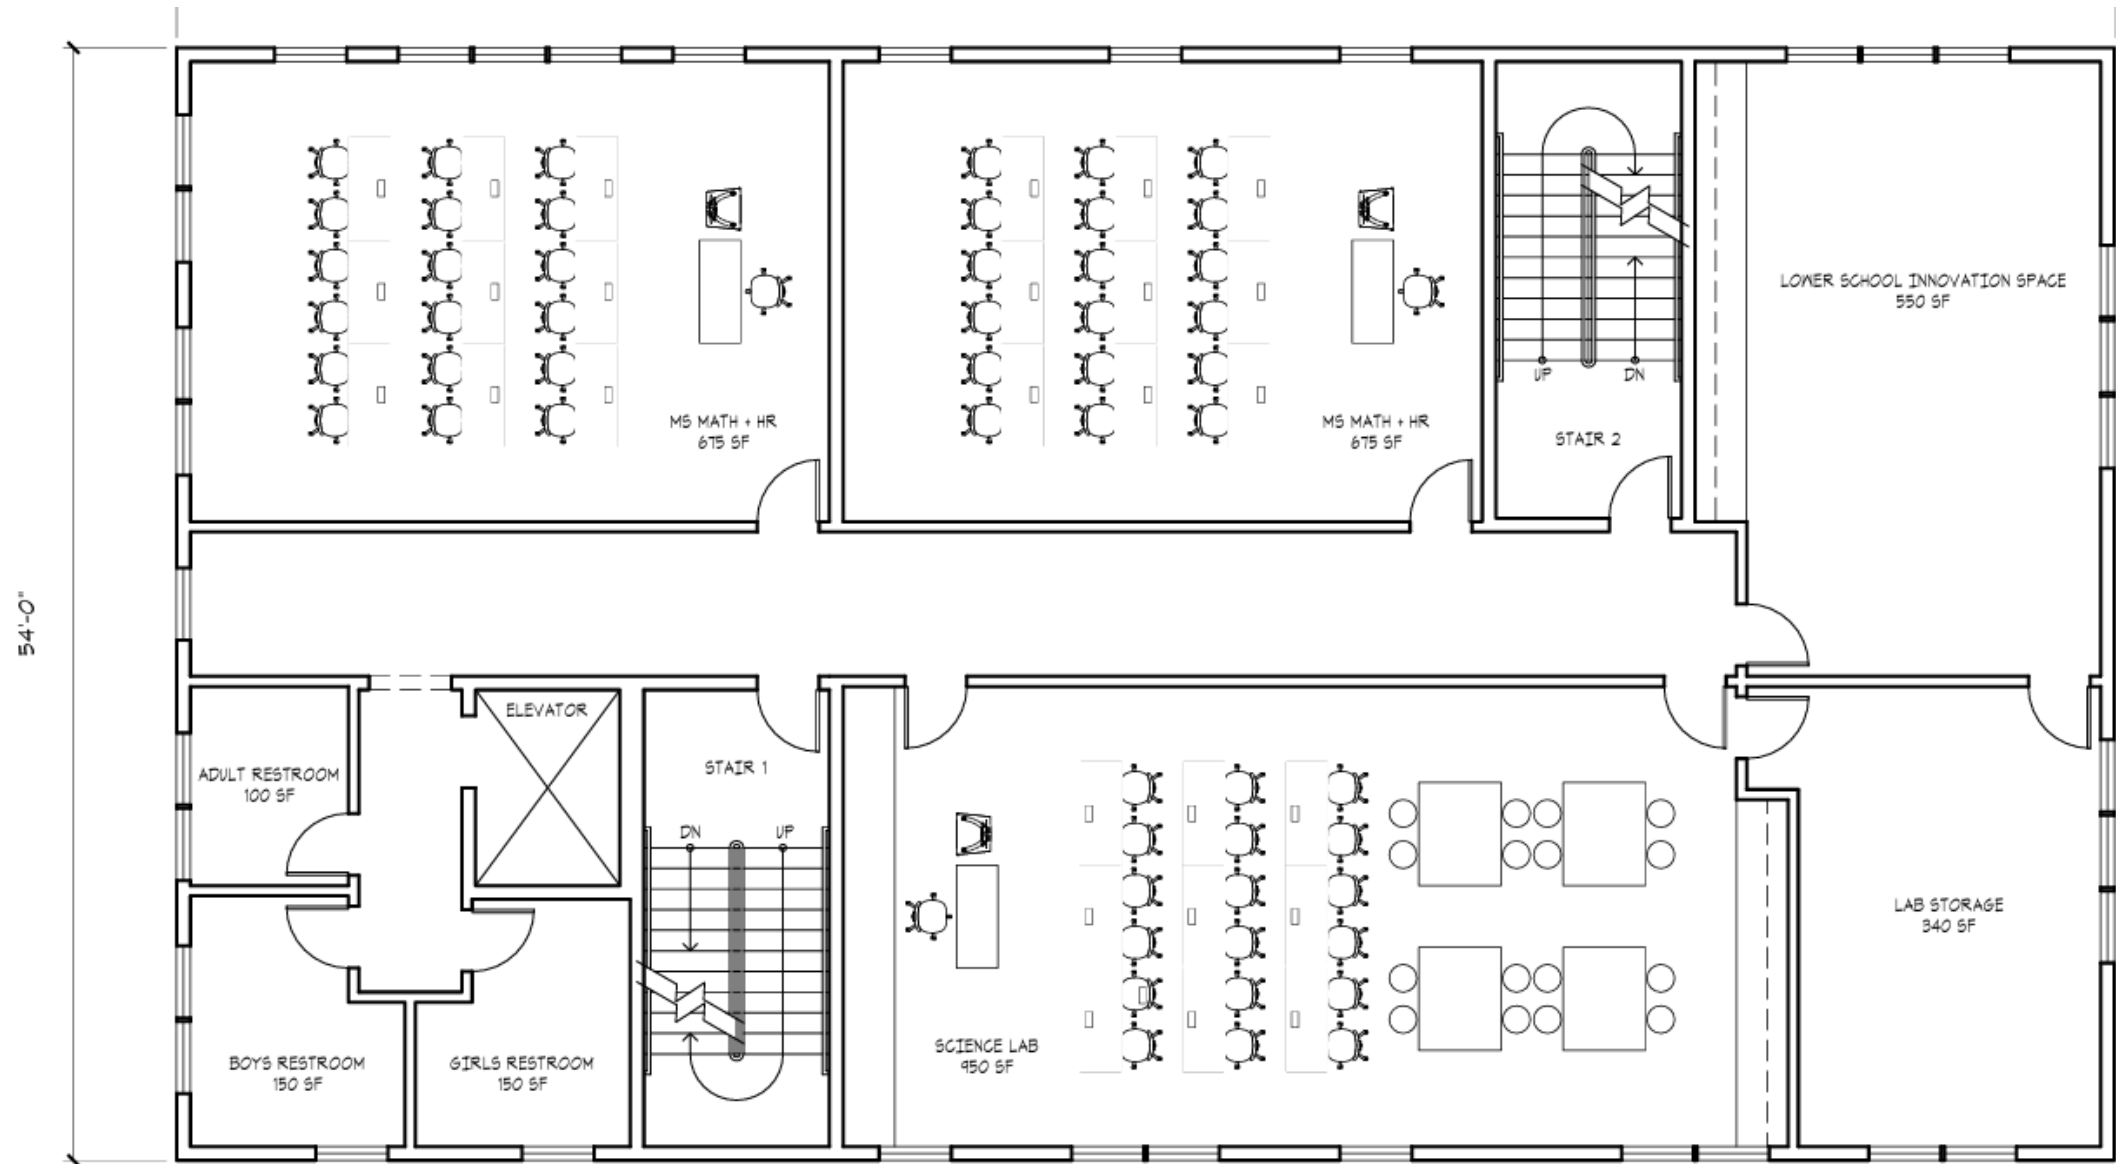 LOWER SCHOOL INNOVATION SPACE
550 SF
UP
DN
MS MATH + HR
675 SF
MS MATH + HR
675 SF
STAIR 2
54'-0"
ELEVATOR
STAIR 1
ADULT RESTROOM
100 SF
DN
UP
LAB STORAGE
340 SF
SCIENCE LAB
950 SF
BOYS RESTROOM
150 SF
GIRLS RESTROOM
150 SF